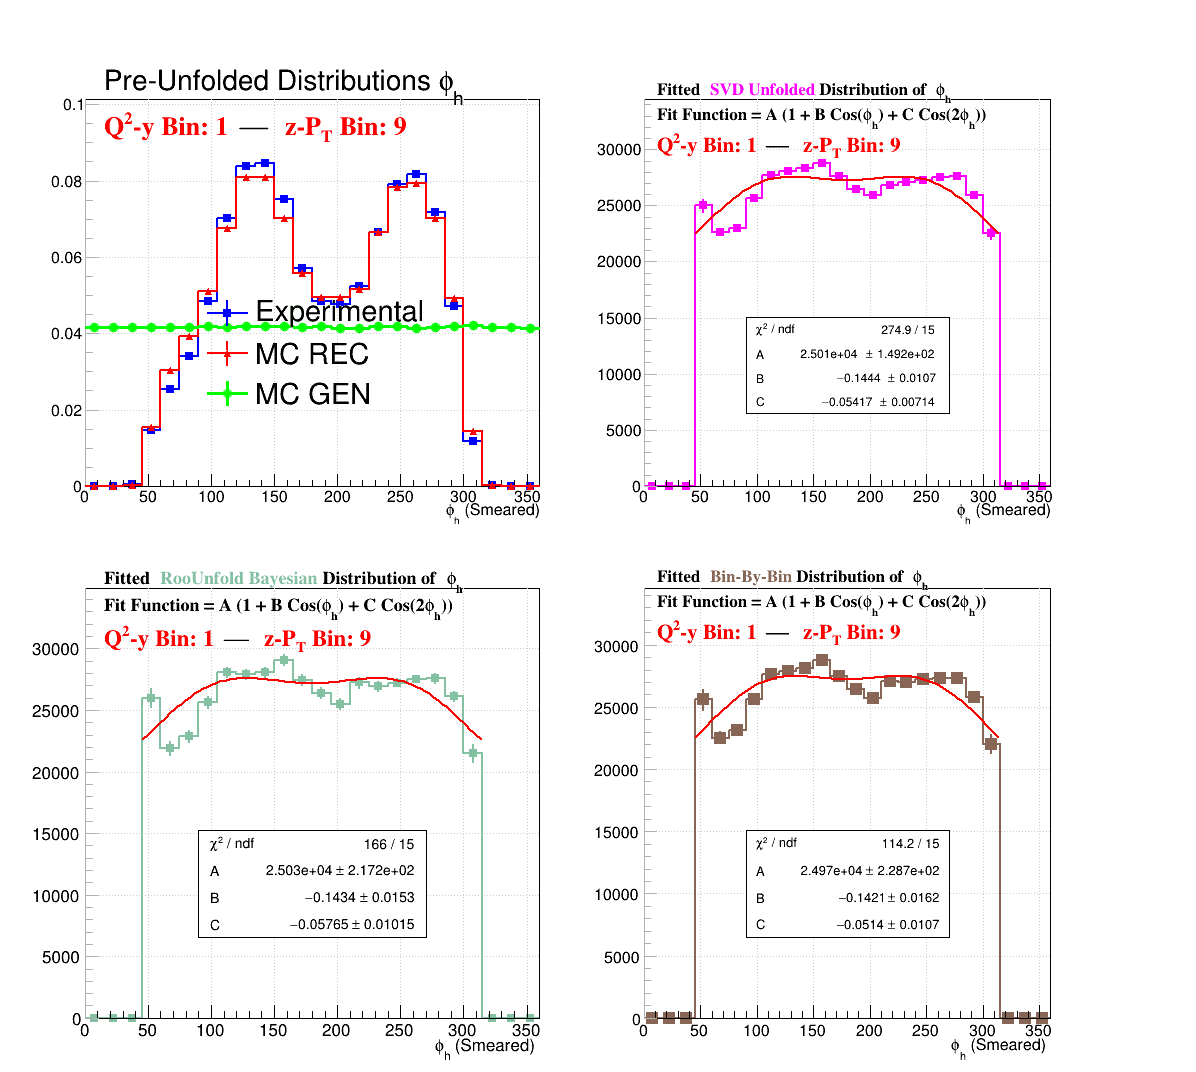 Pre-Unfolded Distributions ϕh
Q²-y Bin: 1 — z-PT Bin: 9
0.1
0.08
0.06
0.04
0.02
0
Experimental
MC REC
MC GEN
0 50 100 150 200 250 300 350
ϕh (Smeared)
Fitted SVD Unfolded Distribution of ϕh
Fit Function = A (1 + B Cos(ϕh) + C Cos(2ϕh))
Q²-y Bin: 1 — z-PT Bin: 9
30000
25000
20000
15000
10000
5000
0
χ² / ndf 274.9 / 15
A 2.501e+04 ± 1.492e+02
B −0.1444 ± 0.0107
C −0.05417 ± 0.00714
0 50 100 150 200 250 300 350
ϕh (Smeared)
Fitted RooUnfold Bayesian Distribution of ϕh
Fit Function = A (1 + B Cos(ϕh) + C Cos(2ϕh))
Q²-y Bin: 1 — z-PT Bin: 9
30000
25000
20000
15000
10000
5000
0
χ² / ndf 166 / 15
A 2.503e+04 ± 2.172e+02
B −0.1434 ± 0.0153
C −0.05765 ± 0.01015
0 50 100 150 200 250 300 350
ϕh (Smeared)
Fitted Bin-By-Bin Distribution of ϕh
Fit Function = A (1 + B Cos(ϕh) + C Cos(2ϕh))
Q²-y Bin: 1 — z-PT Bin: 9
30000
25000
20000
15000
10000
5000
0
χ² / ndf 114.2 / 15
A 2.497e+04 ± 2.287e+02
B −0.1421 ± 0.0162
C −0.0514 ± 0.0107
0 50 100 150 200 250 300 350
ϕh (Smeared)